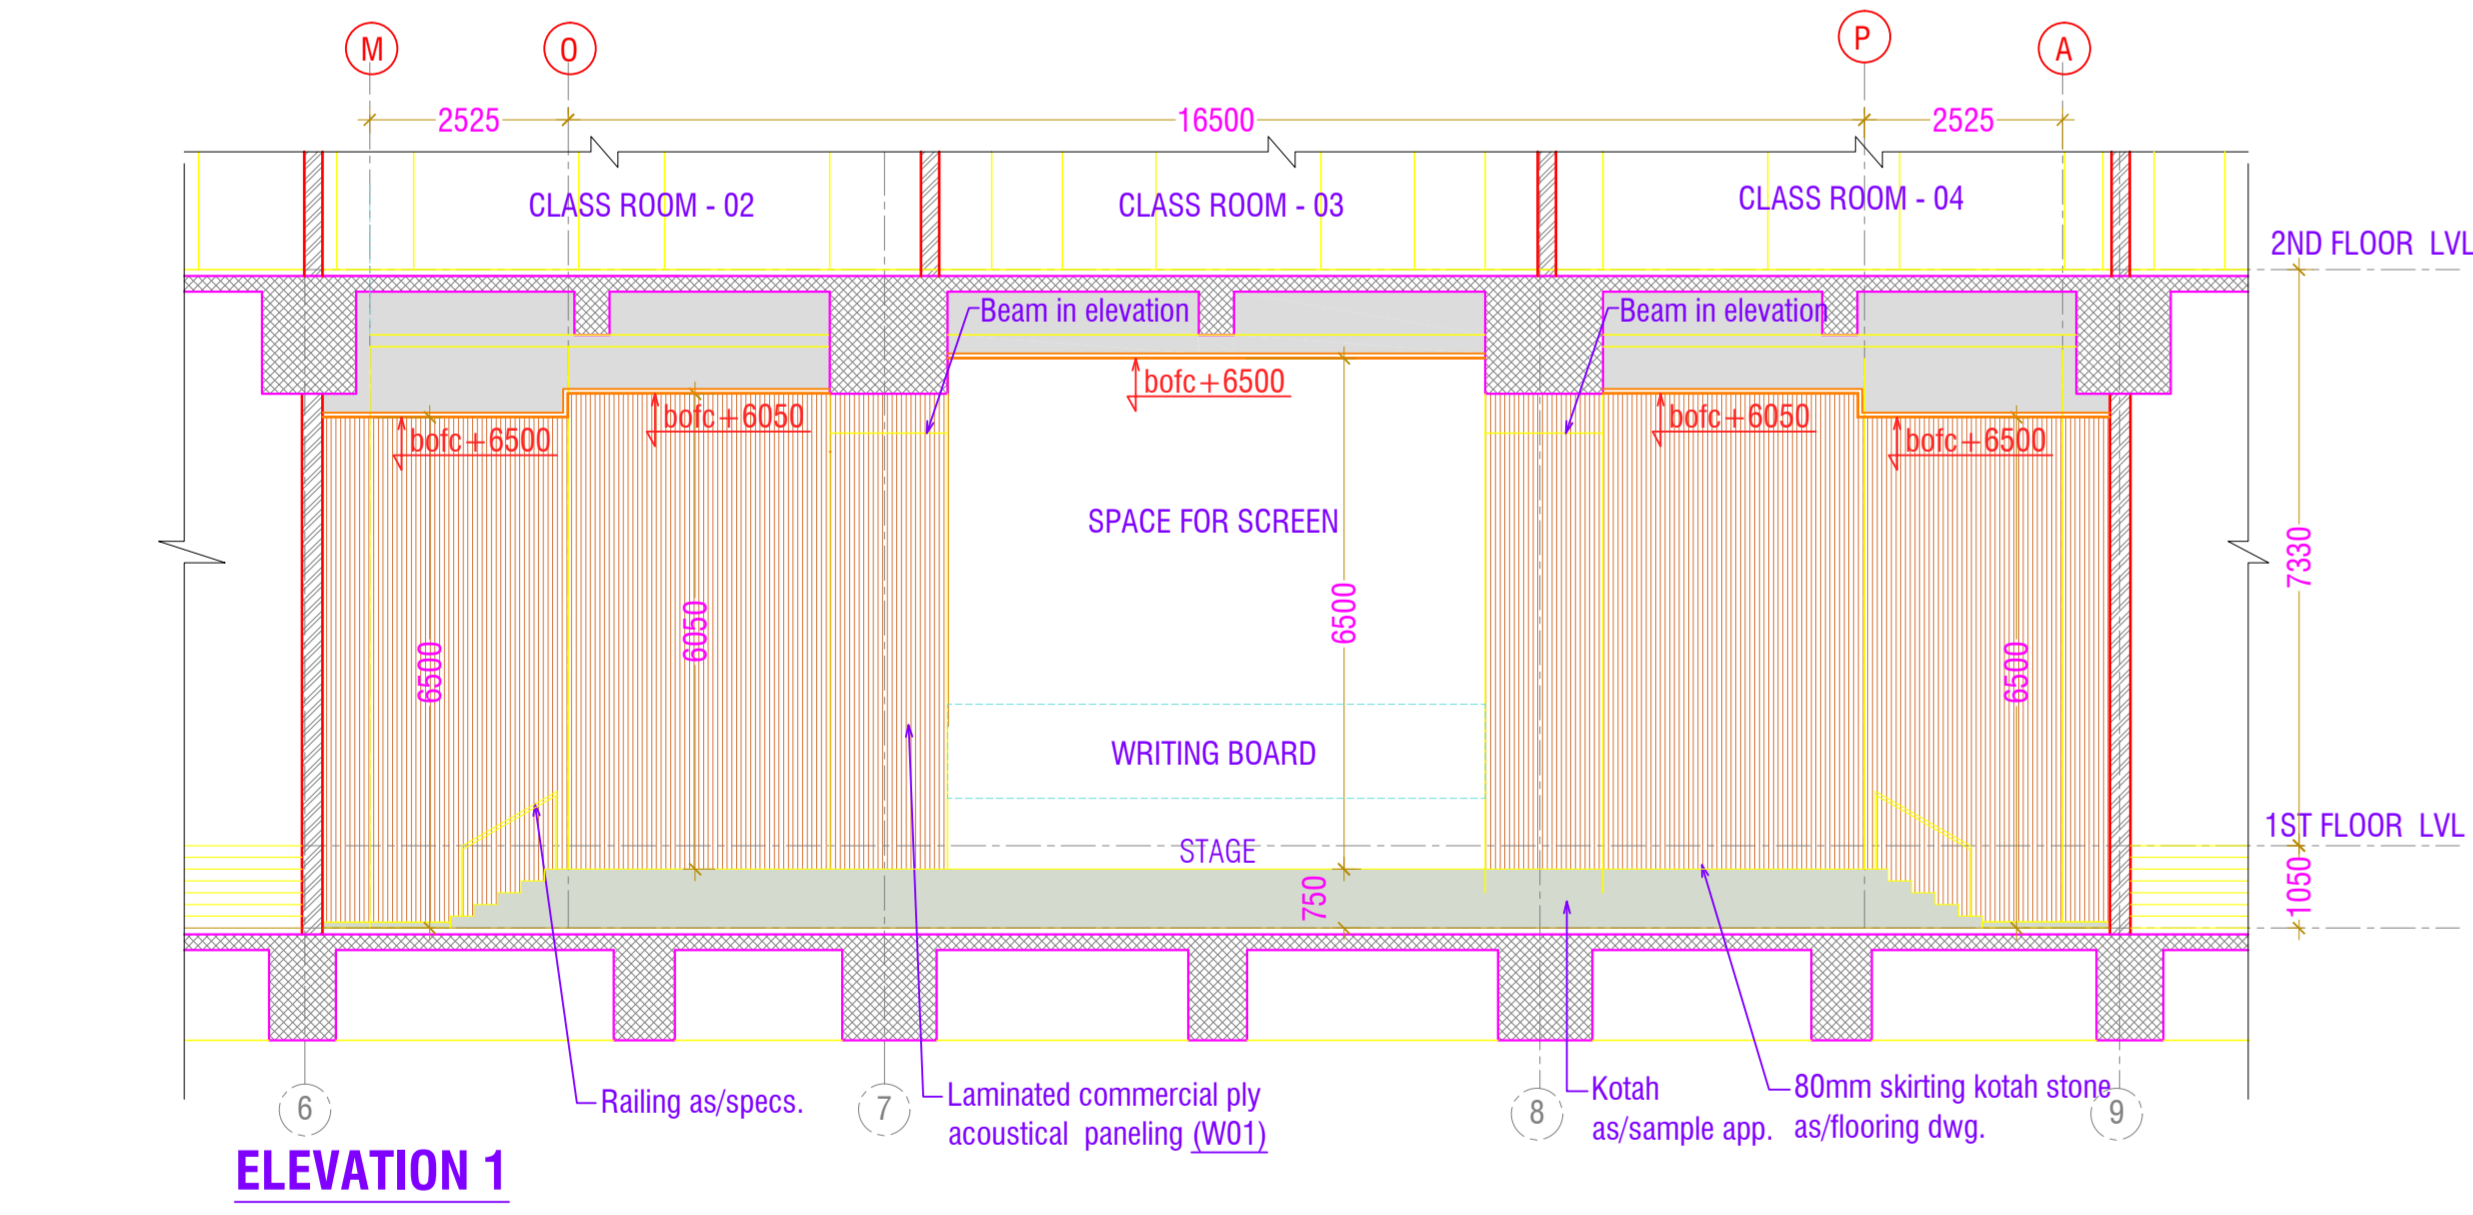 M
O
P
A
2525
16500
2525
CLASS ROOM - 02
CLASS ROOM - 03
CLASS ROOM - 04
2ND FLOOR LVL
Beam in elevation
Beam in elevation
bofc+6500
bofc+6050
bofc+6500
bofc+6050
bofc+6500
SPACE FOR SCREEN
7330
6500
6050
6500
6500
WRITING BOARD
STAGE
1ST FLOOR LVL
750
1050
6
7
8
9
Railing as/specs.
Laminated commercial ply
acoustical paneling (W01)
Kotah
as/sample app.
80mm skirting kotah stone
as/flooring dwg.
ELEVATION 1